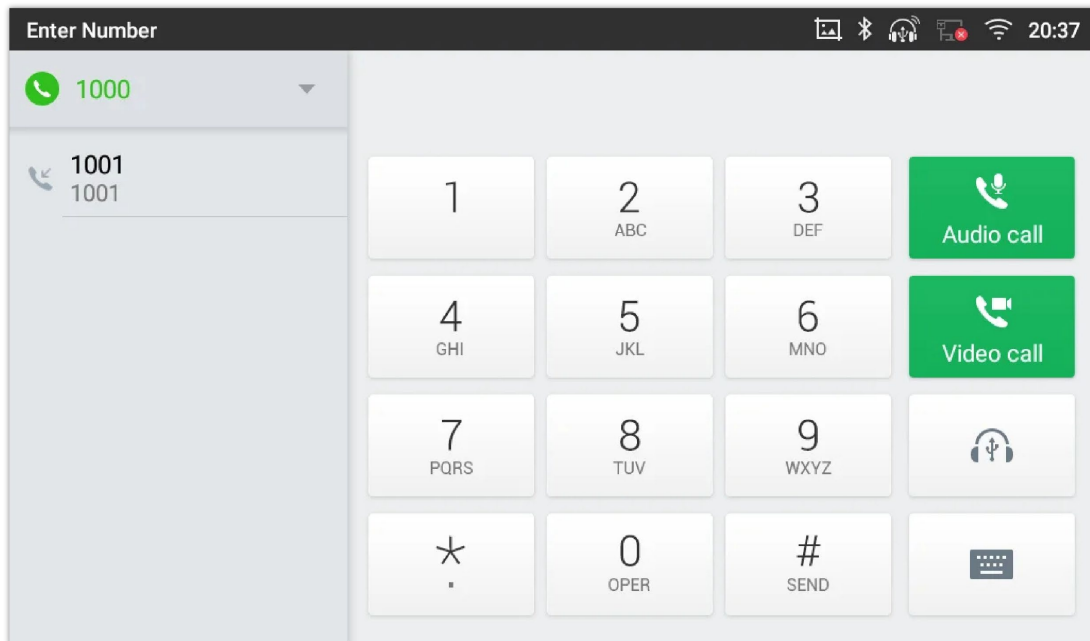 Enter Number
20:37
1000
1001
1001
1
2
ABC
3
DEF
Audio call
4
GHI
5
JKL
6
MNO
Video call
7
PQRS
8
TUV
9
WXYZ
*
.
0
OPER
#
SEND